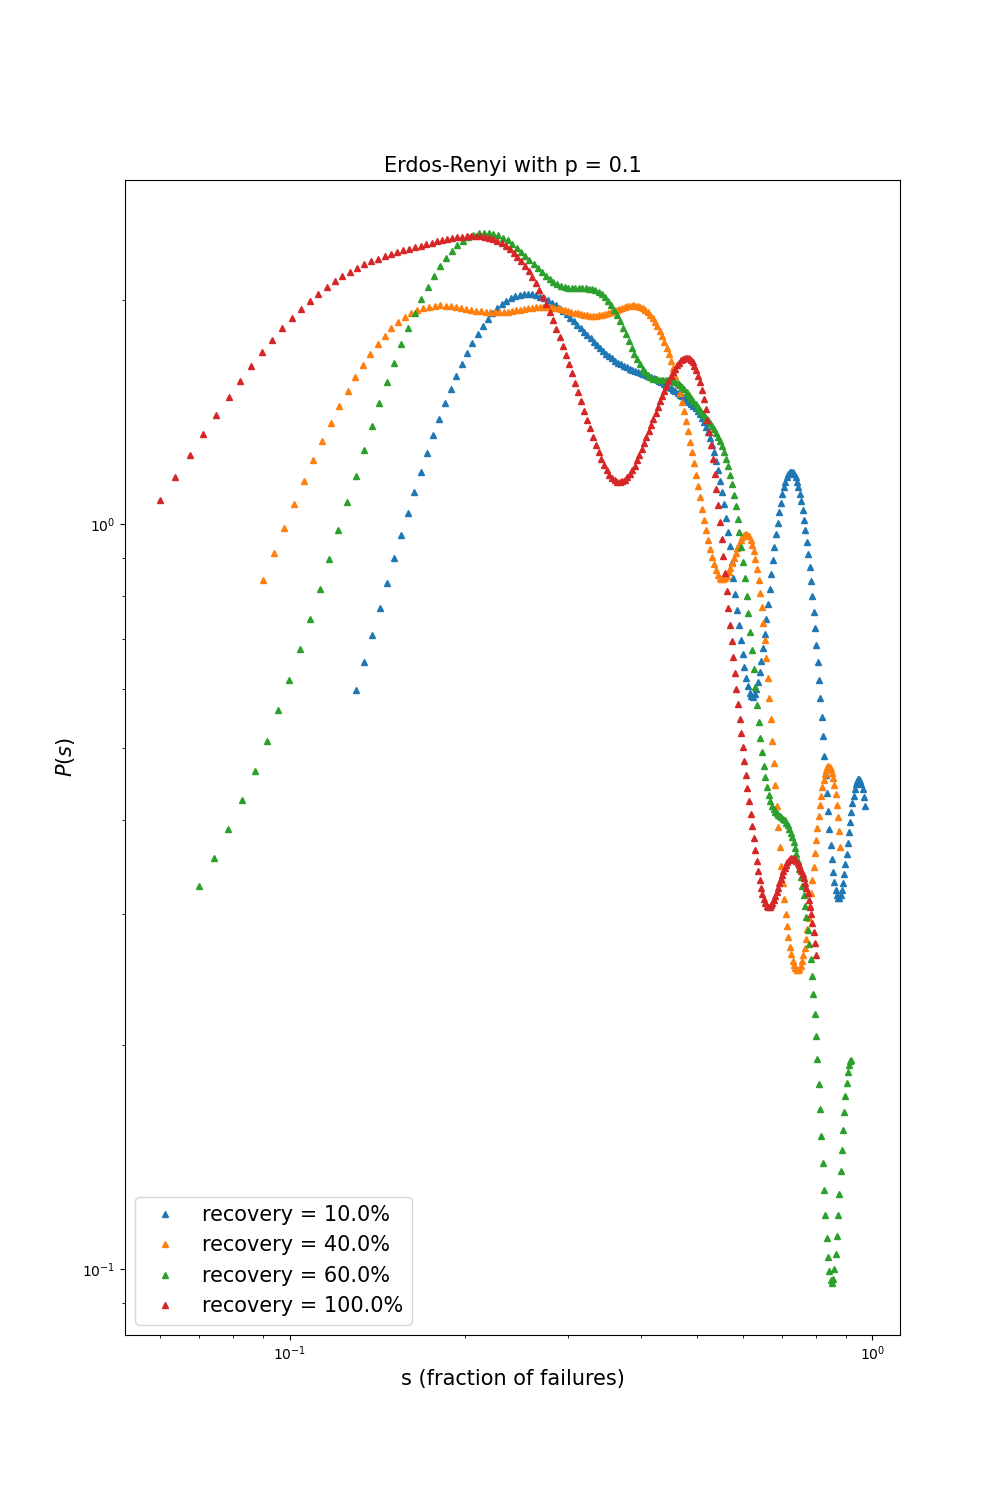 Erdos-Renyi with p = 0.1
P(s)
10⁰
10⁻¹
recovery = 10.0%
recovery = 40.0%
recovery = 60.0%
recovery = 100.0%
10⁻¹
10⁰
s (fraction of failures)